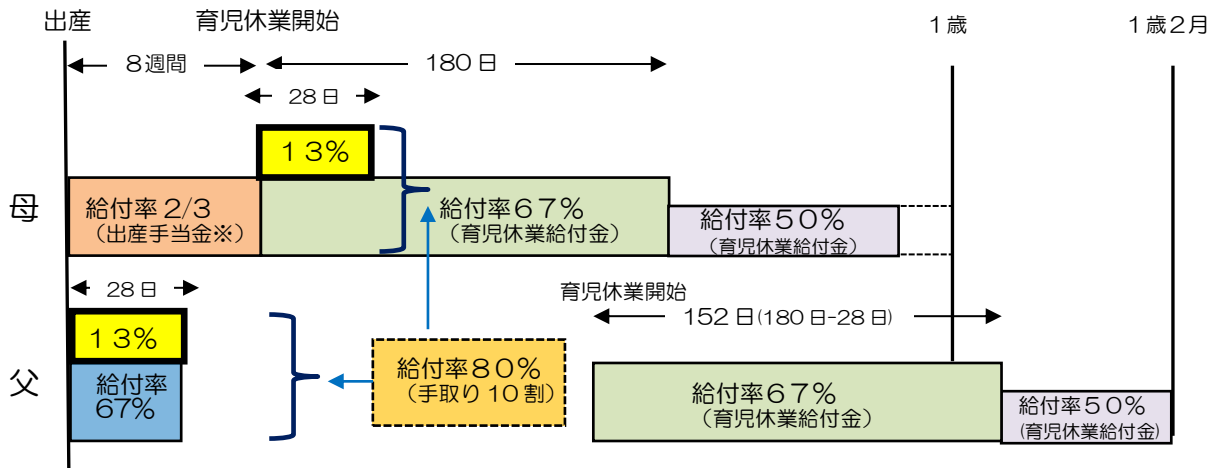 出産
育児休業開始
1歳
1歳2月
8週間
180日
28日
13%
母
給付率2/3
(出産手当金※)
給付率67%
(育児休業給付金)
給付率50%
(育児休業給付金)
28日
育児休業開始
152日(180日-28日)
13%
父
給付率
67%
給付率80%
(手取り10割)
給付率67%
(育児休業給付金)
給付率50%
(育児休業給付金)